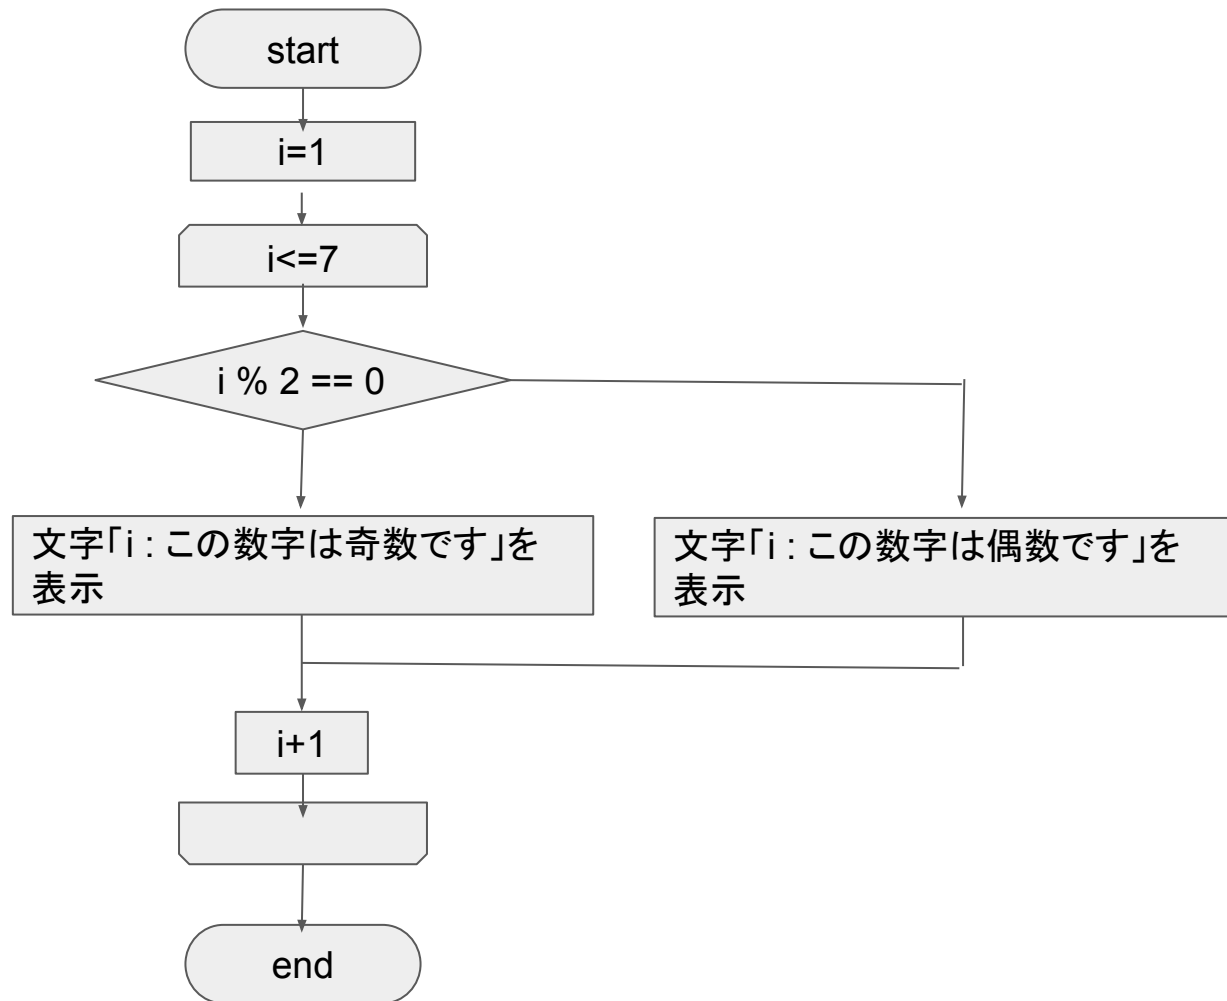 start
i=1
i<=7
i % 2 == 0
文字「i : この数字は奇数です」を
表示
文字「i : この数字は偶数です」を
表示
i+1
end